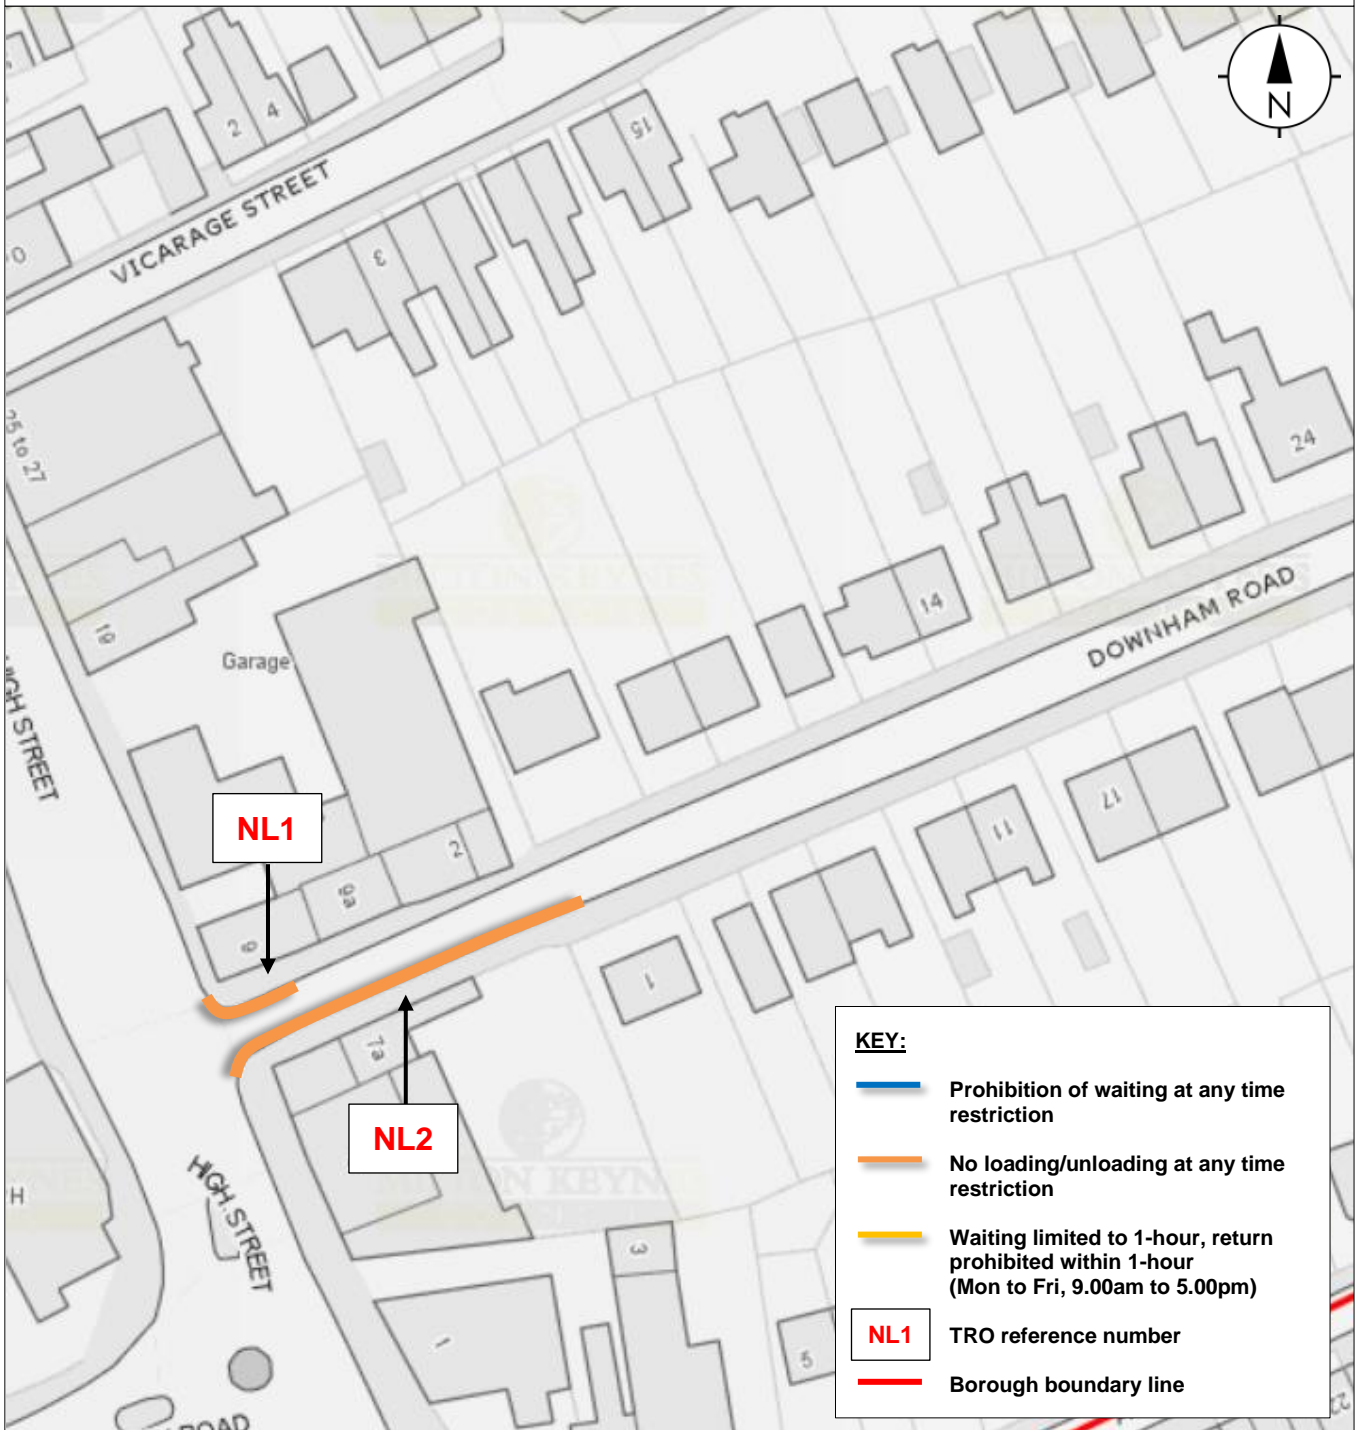 N
2
4
15
VICARAGE STREET
3
25 to 27
24
19
14
DOWNHAM ROAD
Garage
HIGH STREET
17
11
NL1
2
9a
9
1
7a
NL2
HIGH STREET
MILTON KEYNES
3
1
5
22
ROAD
H
KEY:
Prohibition of waiting at any time
restriction
No loading/unloading at any time
restriction
Waiting limited to 1-hour, return
prohibited within 1-hour
(Mon to Fri, 9.00am to 5.00pm)
NL1 TRO reference number
Borough boundary line